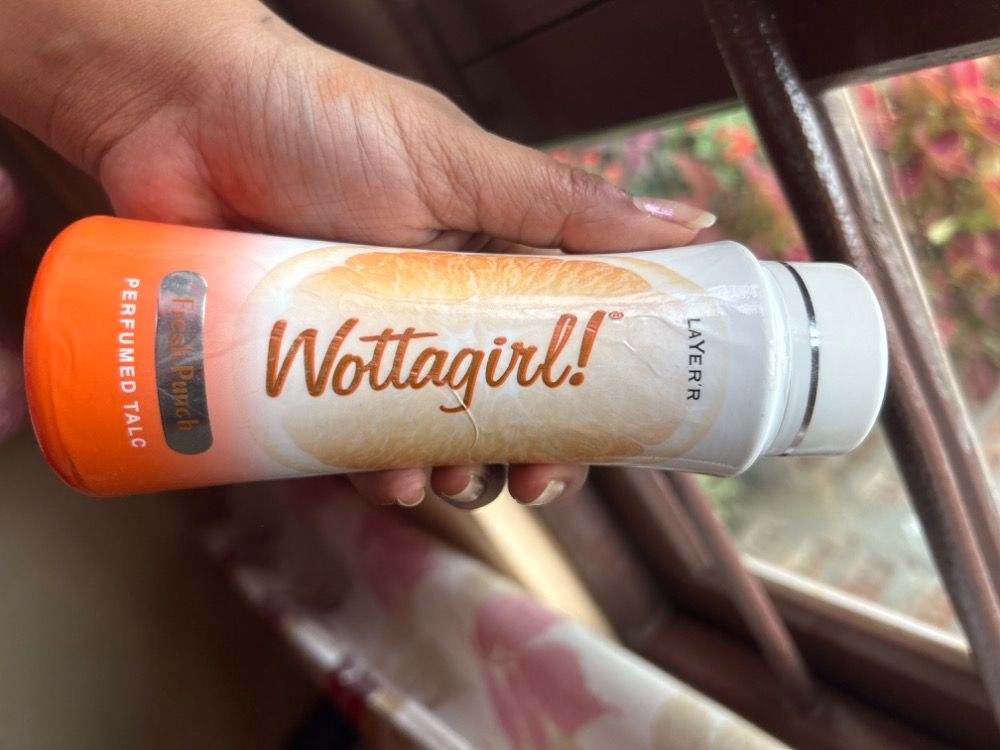 LAYER'R
Wottagirl!®
Fresh Punch
PERFUMED TALC